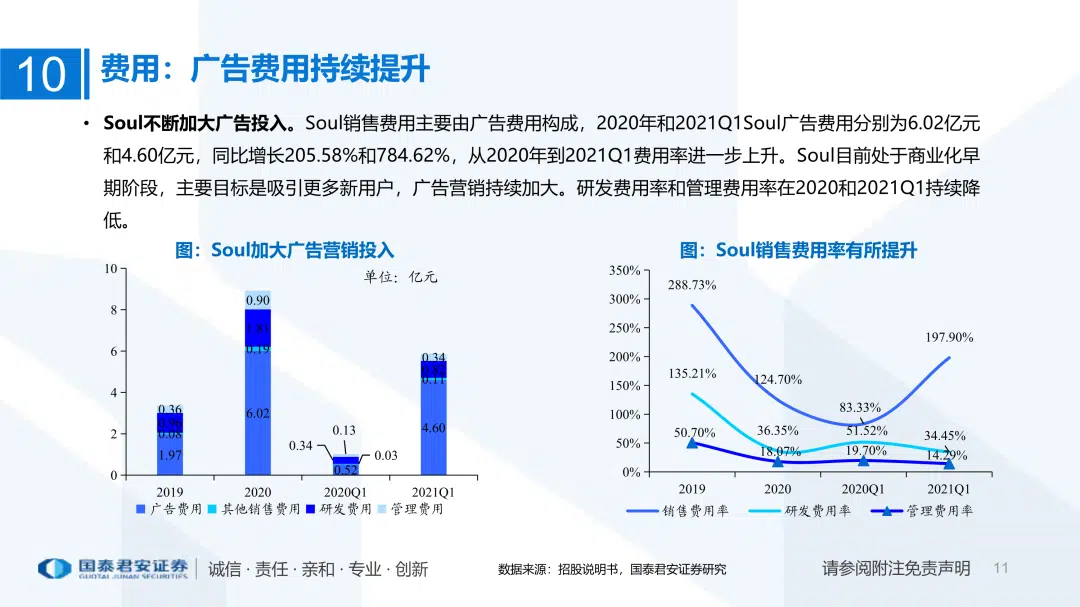 10
费用：广告费用持续提升
• Soul不断加大广告投入。Soul销售费用主要由广告费用构成，2020年和2021Q1Soul广告费用分别为6.02亿元
和4.60亿元，同比增长205.58%和784.62%，从2020年到2021Q1费用率进一步上升。Soul目前处于商业化早
期阶段，主要目标是吸引更多新用户，广告营销持续加大。研发费用率和管理费用率在2020和2021Q1持续降
低。
图：Soul加大广告营销投入
单位：亿元
10
8
6
4
2
0
0.36
0.96
0.08
1.97
0.90
0.19
6.02
0.34
0.13
0.03
0.52
0.34
0.82
0.11
4.60
2019 2020 2020Q1 2021Q1
广告费用 其他销售费用 研发费用 管理费用
图：Soul销售费用率有所提升
350%
300%
250%
200%
150%
100%
50%
0%
288.73%
124.70%
83.33%
197.90%
135.21%
36.35%
51.52%
34.45%
50.70%
18.07%
19.70%
14.29%
2019 2020 2020Q1 2021Q1
销售费用率 研发费用率 管理费用率
国泰君安证券
GUOTAI JUNAN SECURITIES
诚信 · 责任 · 亲和 · 专业 · 创新
数据来源：招股说明书，国泰君安证券研究
请参阅附注免责声明
11